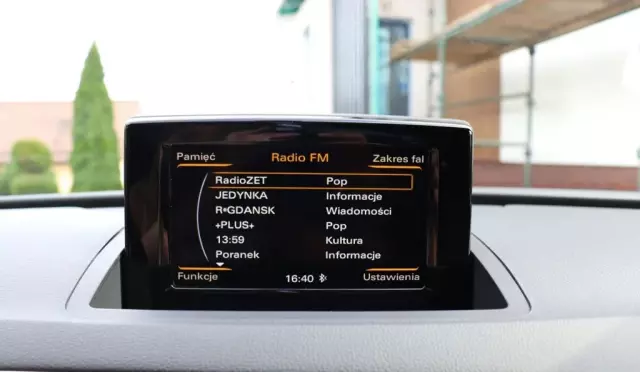 Pamięć Radio FM Zakres fal
RadioZET Pop
JEDYNKA Informacje
R•GDANSK Wiadomości
+PLUS+ Pop
13:59 Kultura
Poranek Informacje
Funkcje 16:40 Ustawienia